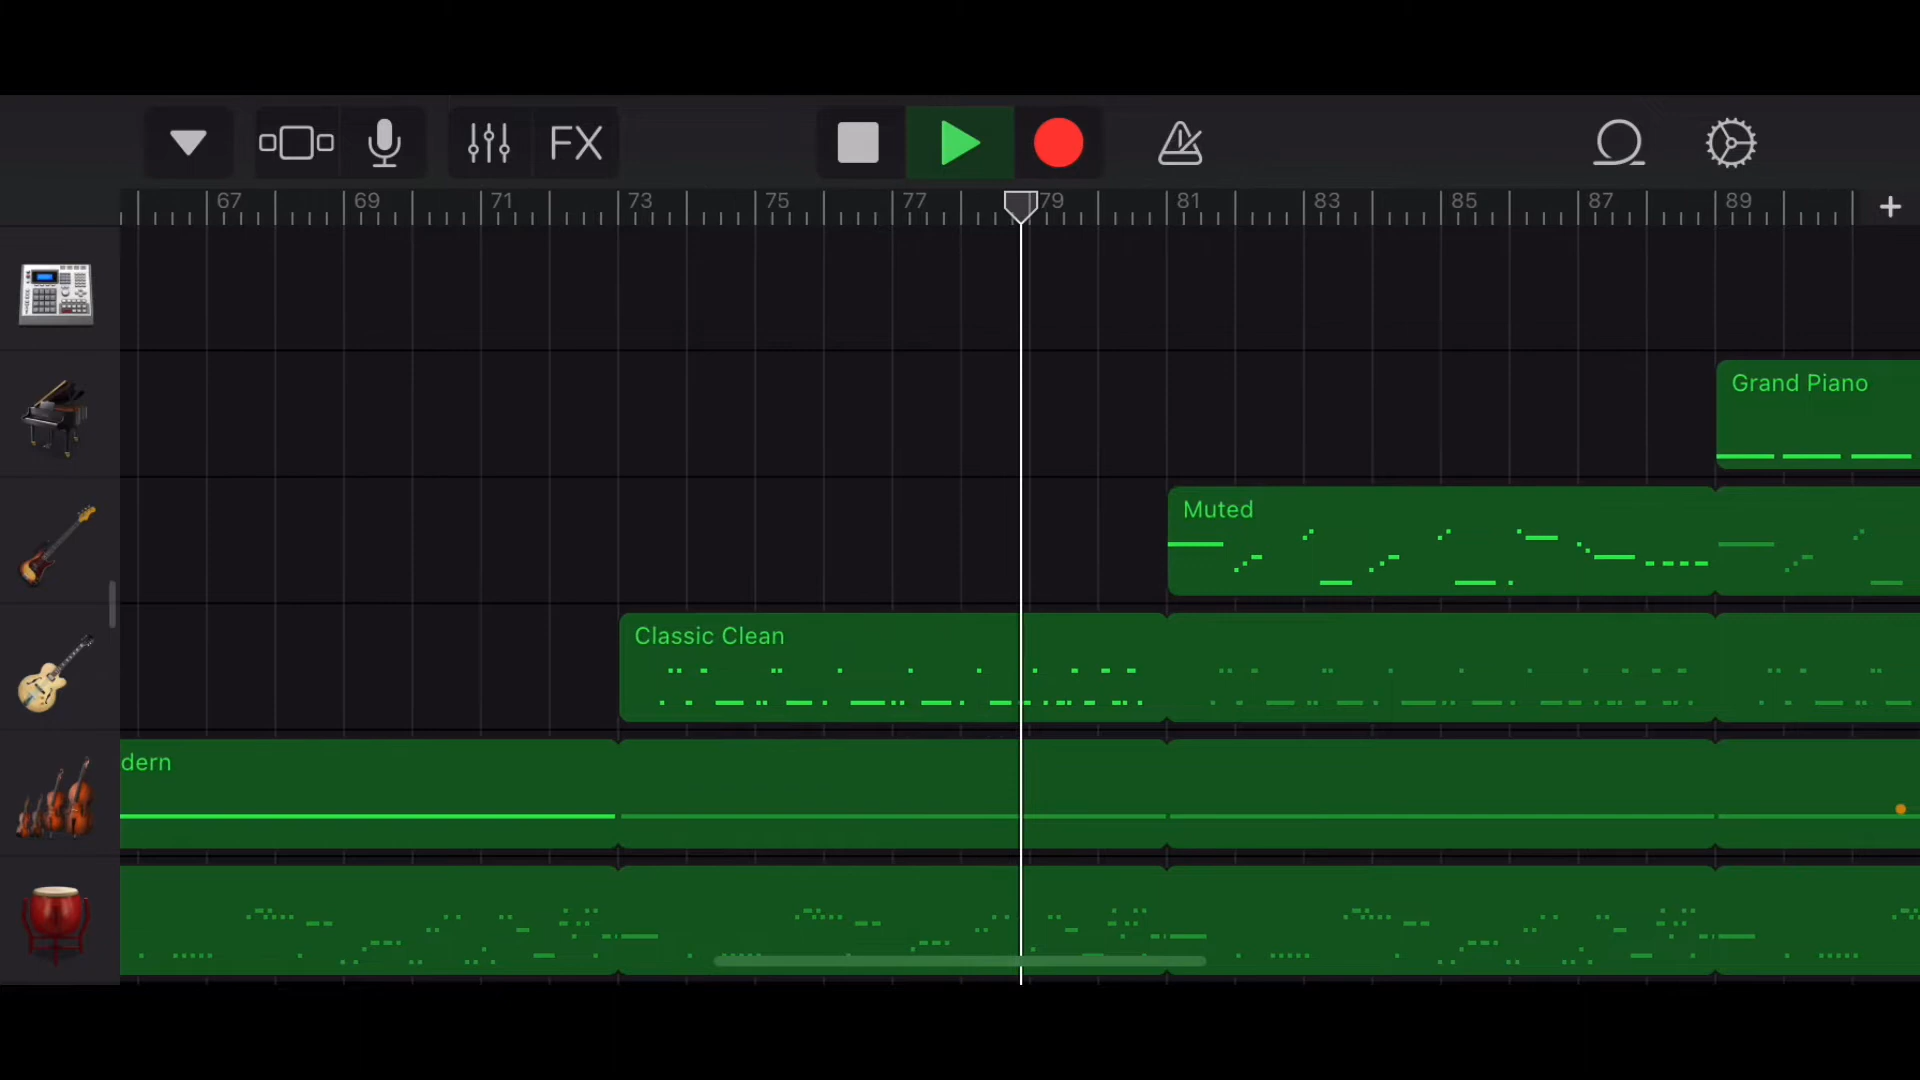 FX
67 69 71 73 75 77 79 81 83 85 87 89 +
Grand Piano
Muted
Classic Clean
dern